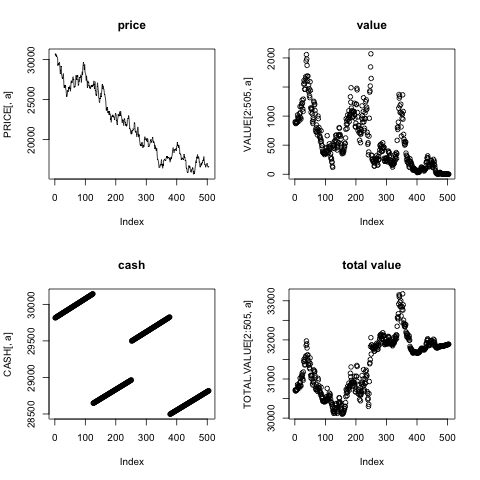 price
PRICE[, a]
20000
25000
30000
0 100 200 300 400 500
Index
value
VALUE[2:505, a]
0
500
1000
2000
0 100 200 300 400 500
Index
cash
CASH[, a]
28500
29000
29500
30000
0 100 200 300 400 500
Index
total value
TOTAL.VALUE[2:505, a]
30000
31000
32000
33000
0 100 200 300 400 500
Index